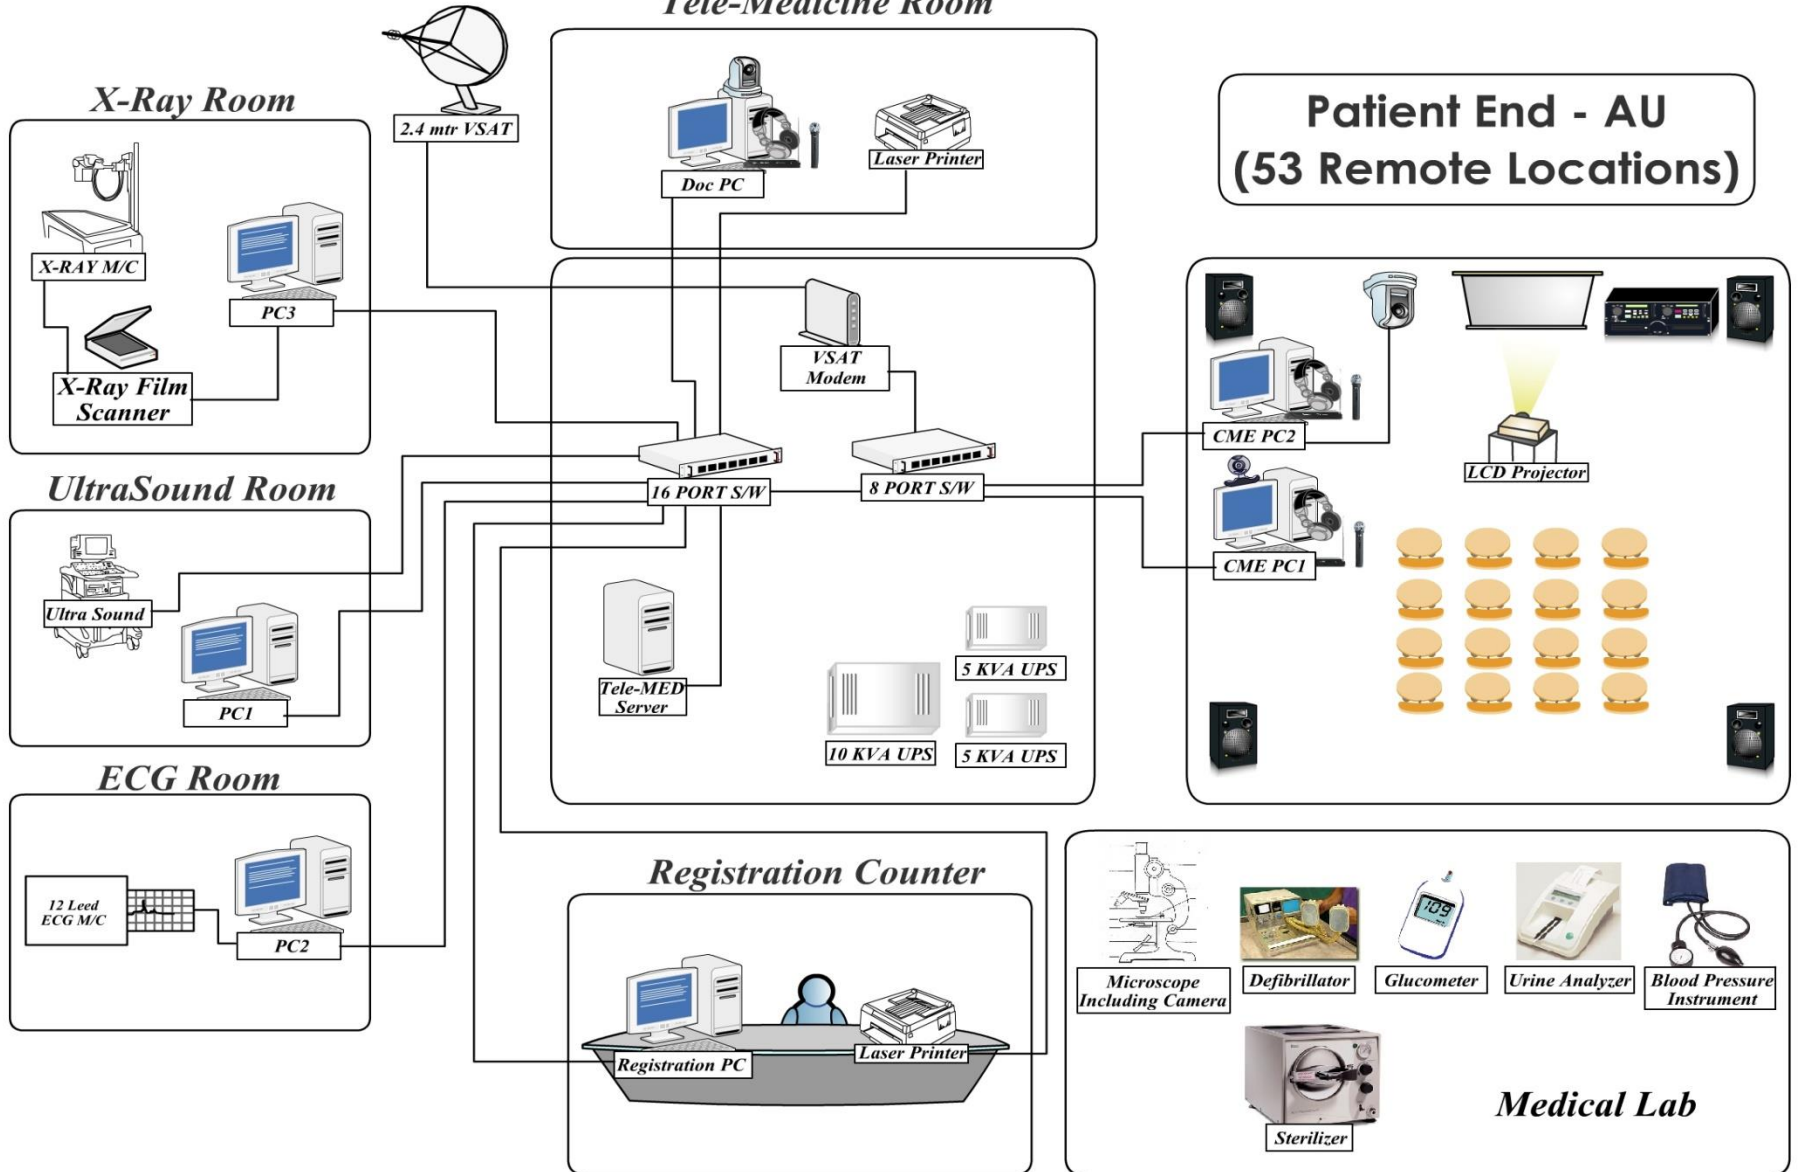 Tele-Medicine Room
X-Ray Room
2.4 mtr VSAT
Doc PC
Laser Printer
Patient End - AU
(53 Remote Locations)
X-RAY M/C
PC3
X-Ray Film
Scanner
VSAT
Modem
CME PC2
LCD Projector
UltraSound Room
16 PORT S/W
8 PORT S/W
CME PC1
Ultra Sound
PC1
Tele-MED
Server
5 KVA UPS
10 KVA UPS
5 KVA UPS
ECG Room
12 Leed
ECG M/C
PC2
Registration Counter
Registration PC
Laser Printer
109
Microscope
Including Camera
Defibrillator
Glucometer
Urine Analyzer
Blood Pressure
Instrument
Sterilizer
Medical Lab